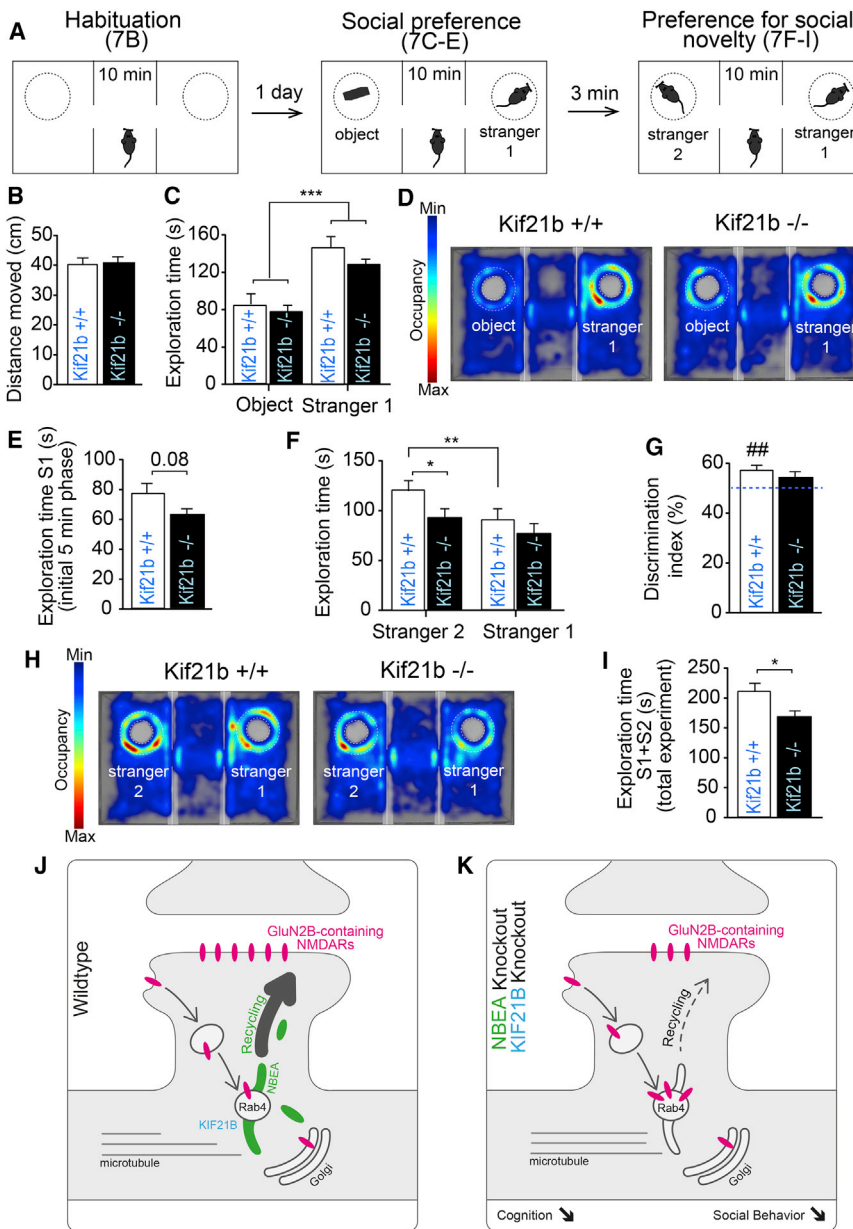 A
Habituation
(7B)
10 min
1 day
Social preference
(7C-E)
10 min
object
stranger
1
3 min
Preference for social
novelty (7F-I)
10 min
stranger
2
stranger
1
B
Distance moved (cm)
50
40
30
20
10
0
Kif21b +/+
Kif21b -/-
C
Exploration time (s)
160
120
80
40
0
***
Kif21b +/+
Kif21b -/-
Kif21b +/+
Kif21b -/-
Object
Stranger 1
D
Min
Occupancy
Max
Kif21b +/+
object
stranger
1
Kif21b -/-
object
stranger
1
E
Exploration time S1 (s)
(initial 5 min phase)
100
80
60
40
20
0
0.08
Kif21b +/+
Kif21b -/-
F
Exploration time (s)
150
100
50
0
**
*
Kif21b +/+
Kif21b -/-
Kif21b +/+
Kif21b -/-
Stranger 2
Stranger 1
G
Discrimination
index (%)
60
40
20
0
##
Kif21b +/+
Kif21b -/-
H
Min
Occupancy
Max
Kif21b +/+
stranger
2
stranger
1
Kif21b -/-
stranger
2
stranger
1
I
Exploration time
S1+S2 (s)
(total experiment)
250
200
150
100
50
0
*
Kif21b +/+
Kif21b -/-
J
Wildtype
GluN2B-containing
NMDARs
Recycling
NBEA
Rab4
KIF21B
microtubule
Golgi
K
NBEA Knockout
KIF21B Knockout
GluN2B-containing
NMDARs
Recycling
Rab4
microtubule
Golgi
Cognition
Social Behavior